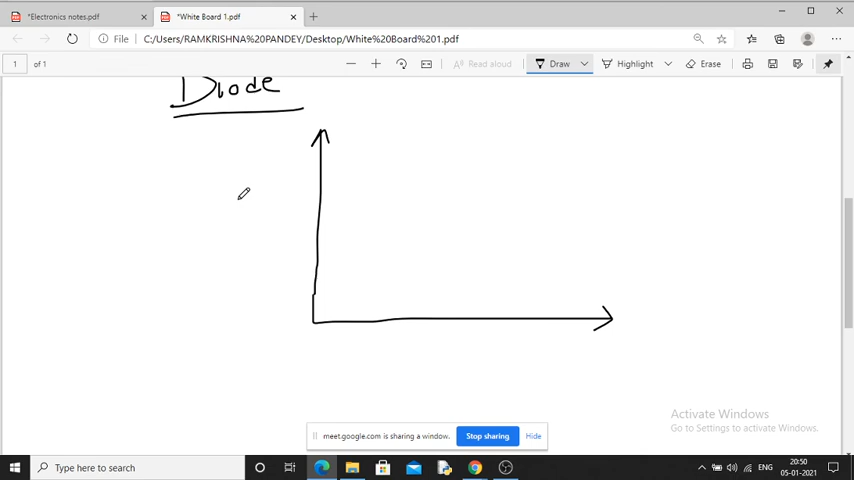 *Electronics notes.pdf
*White Board 1.pdf
File C:/Users/RAMKRISHNA%20PANDEY/Desktop/White%20Board%201.pdf
1 of 1
Read aloud
Draw
Highlight
Erase
Diode
meet.google.com is sharing a window.
Stop sharing
Hide
Activate Windows
Go to Settings to activate Windows.
Type here to search
ENG
20:50
05-01-2021